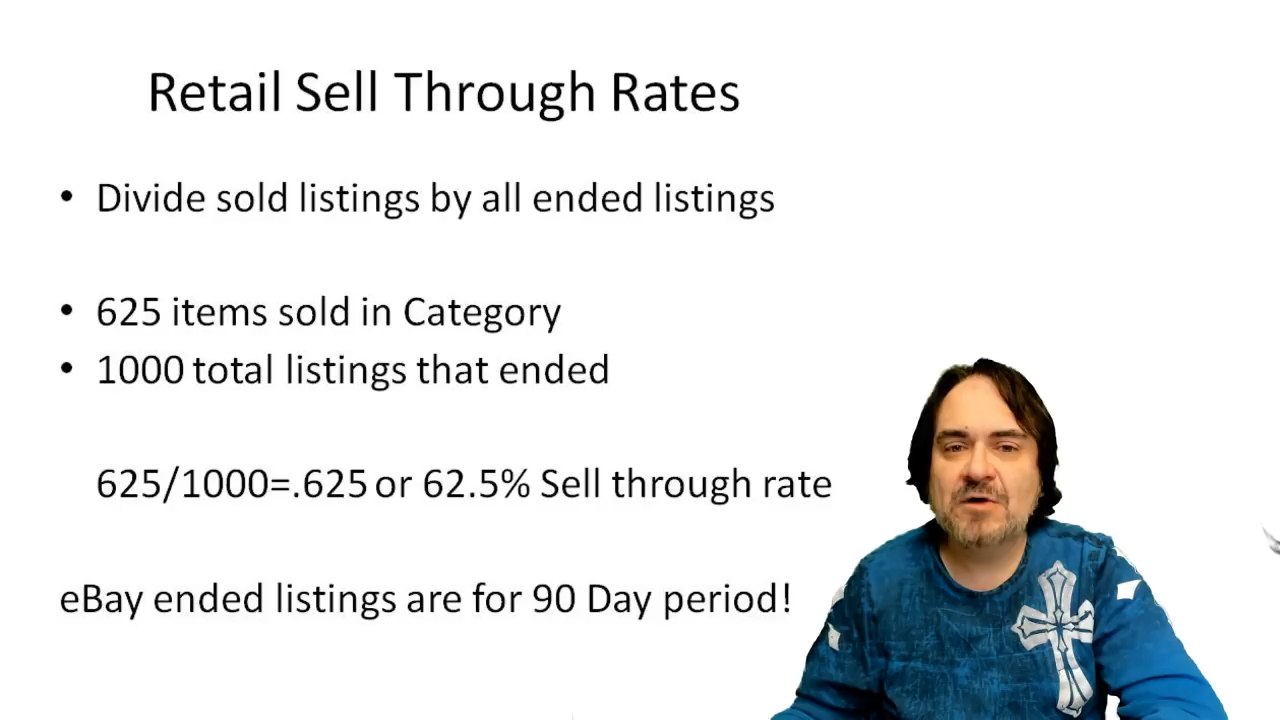 Retail Sell Through Rates
• Divide sold listings by all ended listings
• 625 items sold in Category
• 1000 total listings that ended
625/1000=.625 or 62.5% Sell through rate
eBay ended listings are for 90 Day period!